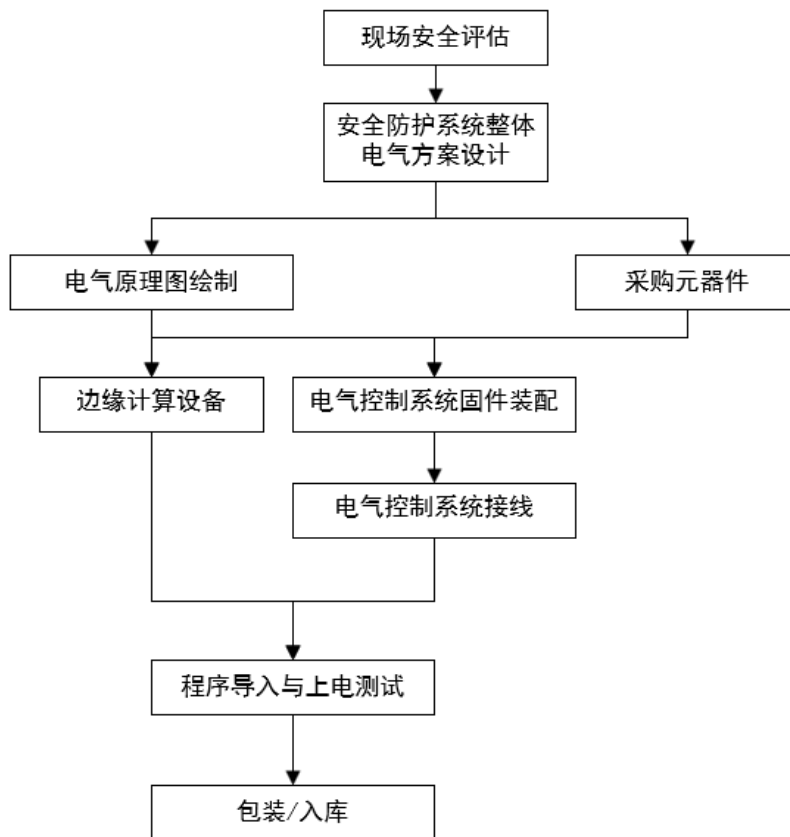 现场安全评估
安全防护系统整体
电气方案设计
电气原理图绘制
采购元器件
边缘计算设备
电气控制系统固件装配
电气控制系统接线
程序导入与上电测试
包装/入库